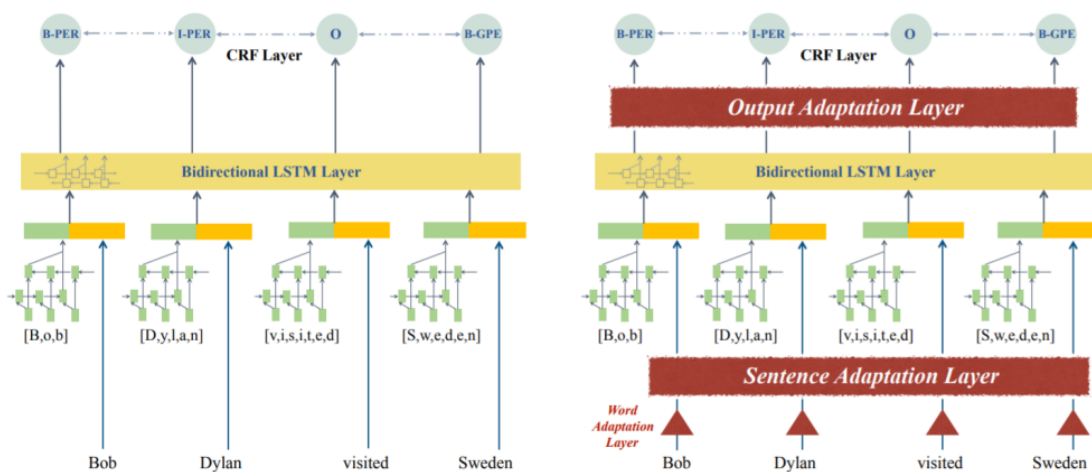 B-PER I-PER O B-GPE
CRF Layer
Bidirectional LSTM Layer
[B,o,b] [D,y,l,a,n] [v,i,s,i,t,e,d] [S,w,e,d,e,n]
Bob Dylan visited Sweden
B-PER I-PER O B-GPE
CRF Layer
Output Adaptation Layer
Bidirectional LSTM Layer
[B,o,b] [D,y,l,a,n] [v,i,s,i,t,e,d] [S,w,e,d,e,n]
Sentence Adaptation Layer
Word
Adaptation
Layer
Bob Dylan visited Sweden